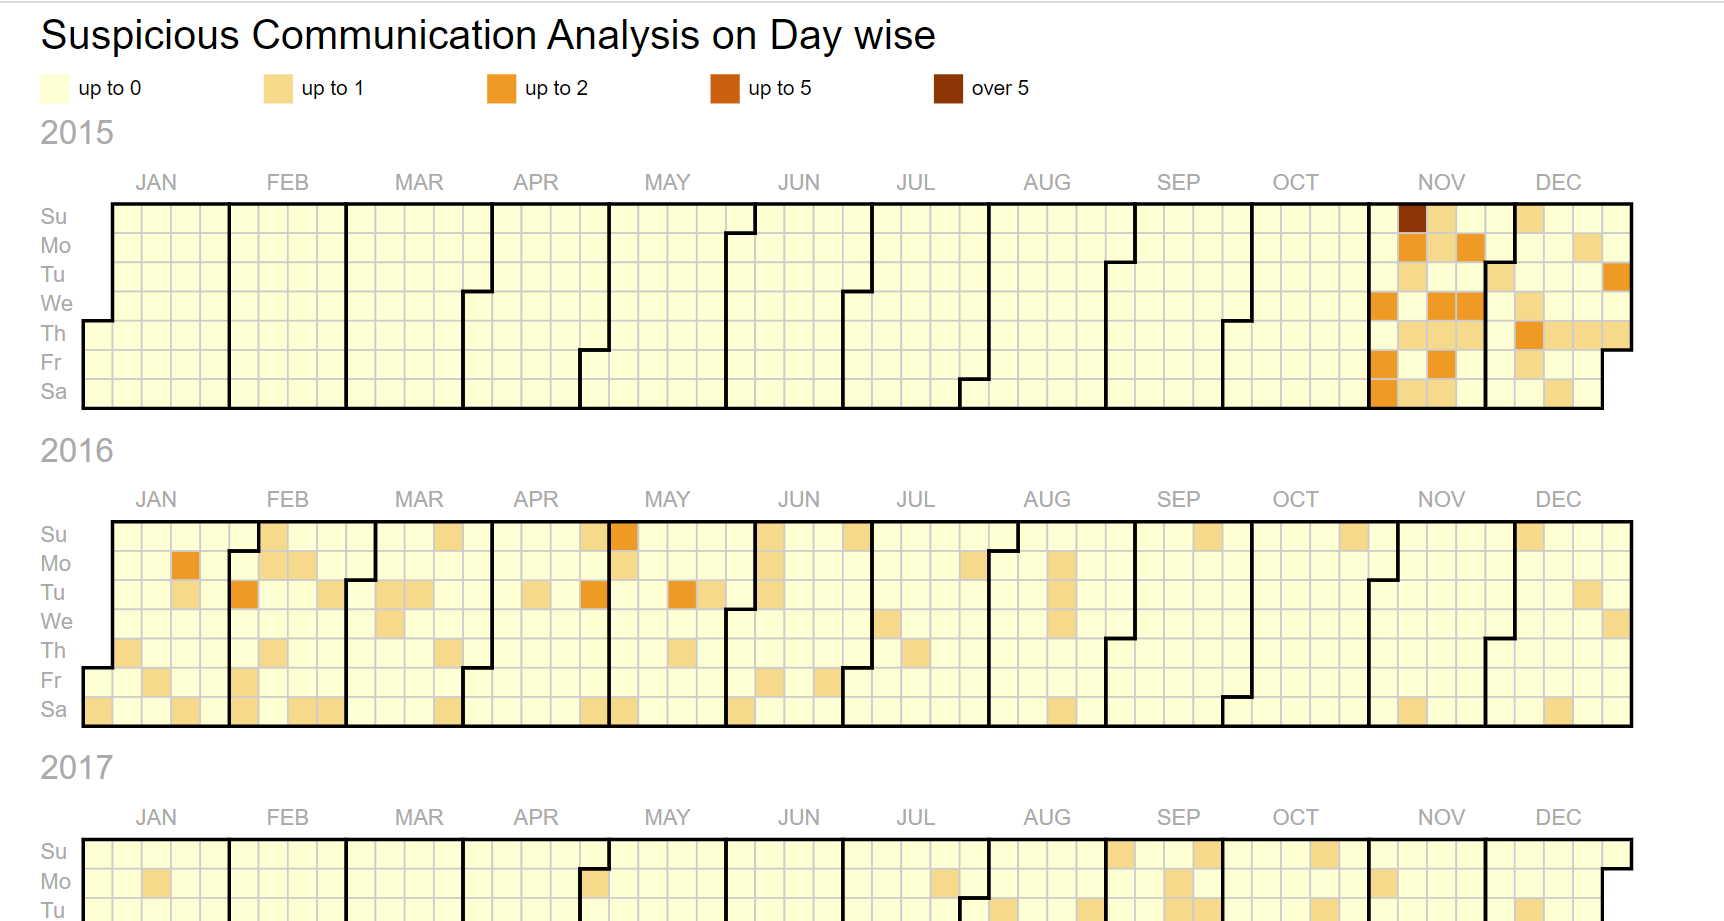 Suspicious Communication Analysis on Day wise
up to 0 up to 1 up to 2 up to 5 over 5
2015
JAN FEB MAR APR MAY JUN JUL AUG SEP OCT NOV DEC
Su
Mo
Tu
We
Th
Fr
Sa
2016
JAN FEB MAR APR MAY JUN JUL AUG SEP OCT NOV DEC
Su
Mo
Tu
We
Th
Fr
Sa
2017
JAN FEB MAR APR MAY JUN JUL AUG SEP OCT NOV DEC
Su
Mo
Tu